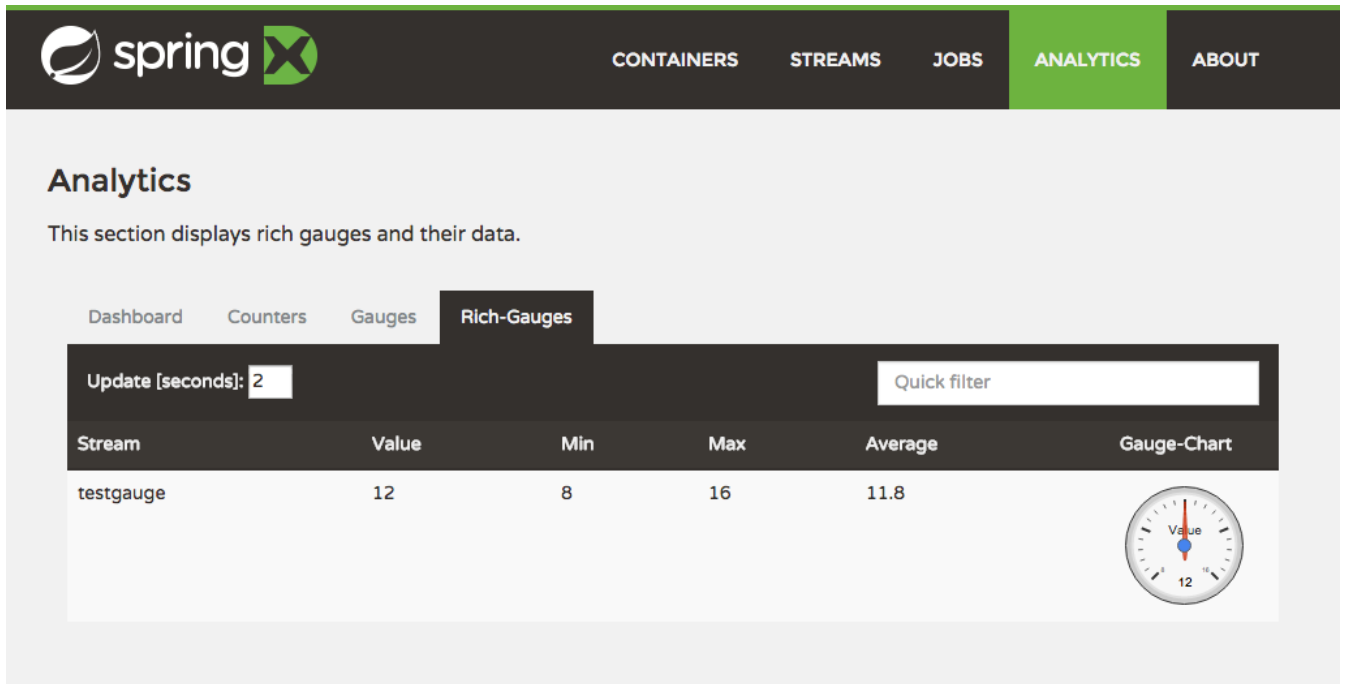 spring X
CONTAINERS STREAMS JOBS ANALYTICS ABOUT
Analytics
This section displays rich gauges and their data.
Dashboard Counters Gauges Rich-Gauges
Update [seconds]: 2 Quick filter
Stream Value Min Max Average Gauge-Chart
testgauge 12 8 16 11.8
Value
8 16
12